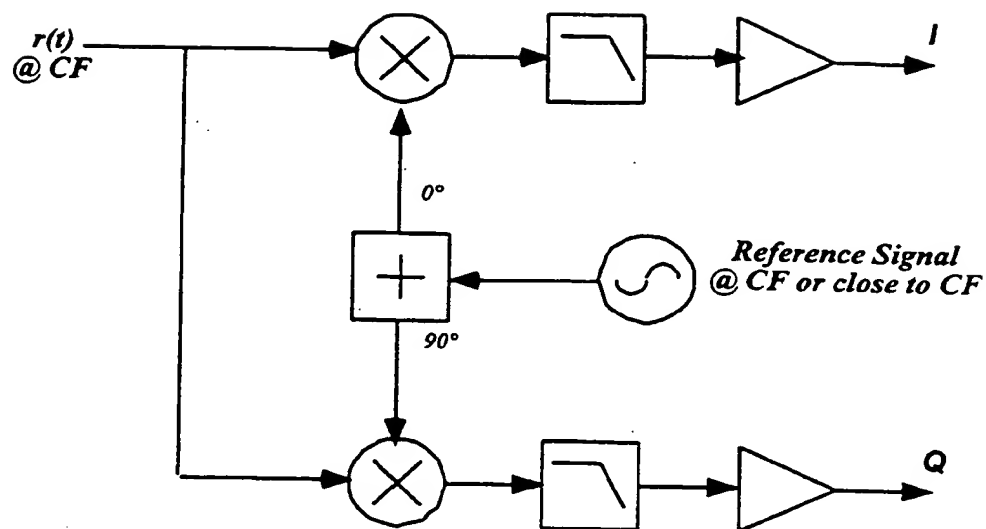 r(t)
@ CF
I
0°
Reference Signal
@ CF or close to CF
90°
Q